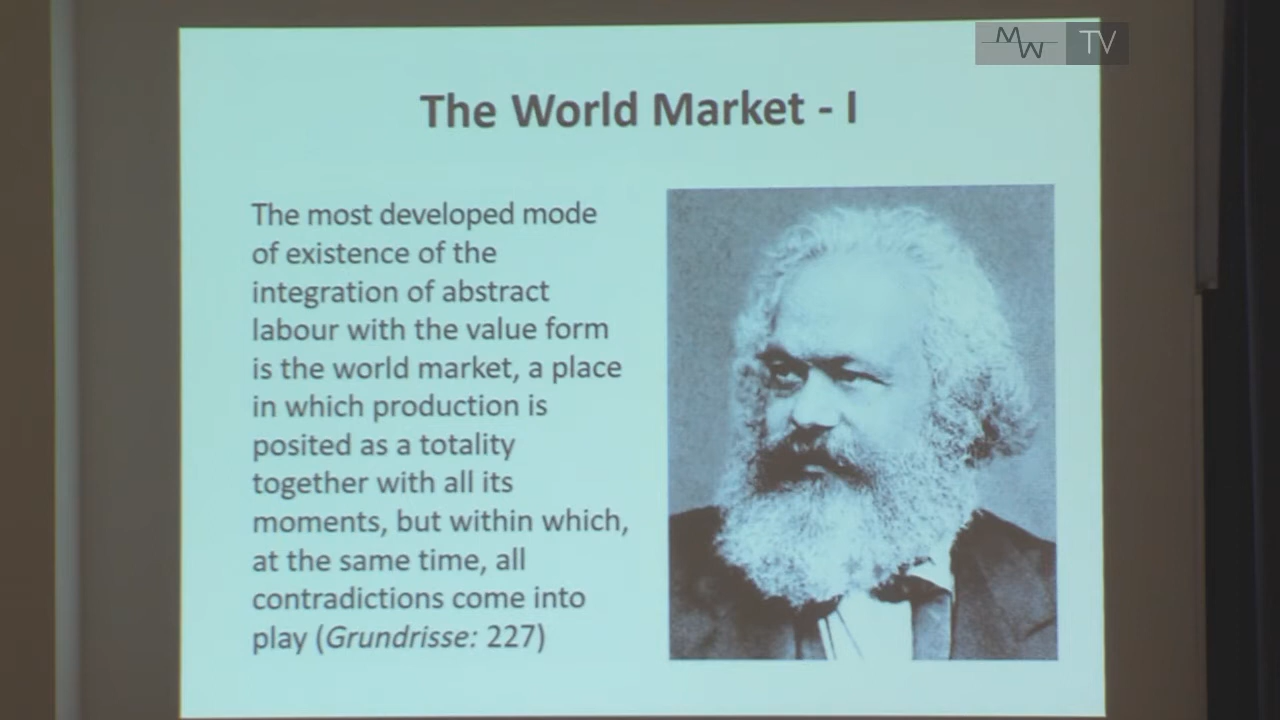 MW TV
The World Market - I
The most developed mode
of existence of the
integration of abstract
labour with the value form
is the world market, a place
in which production is
posited as a totality
together with all its
moments, but within which,
at the same time, all
contradictions come into
play (Grundrisse: 227)